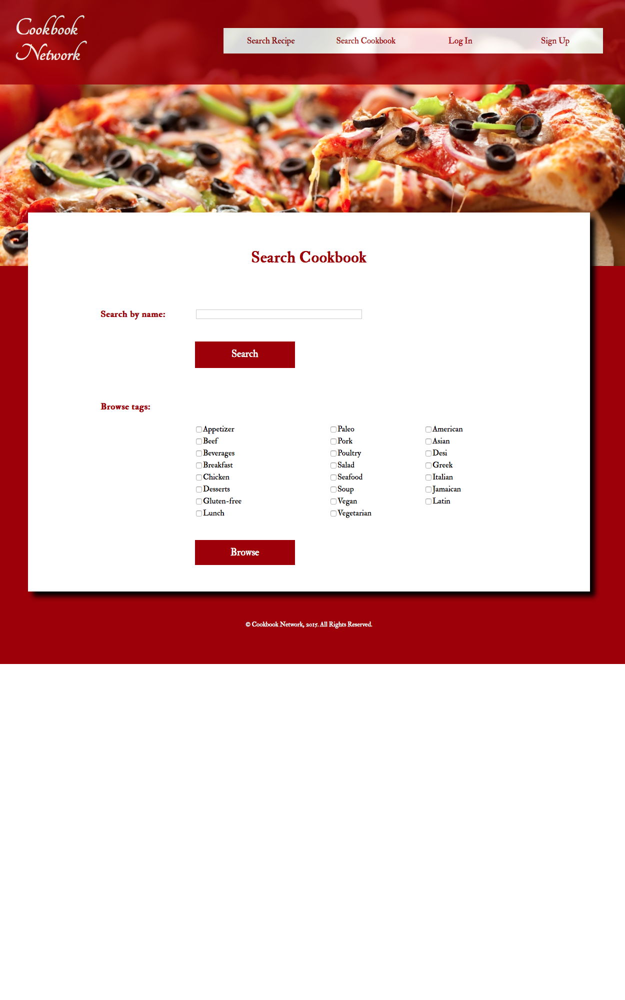 Cookbook
Network
Search Recipe
Search Cookbook
Log In
Sign Up
Search Cookbook
Search by name:
Search
Browse tags:
Appetizer
Beef
Beverages
Breakfast
Chicken
Desserts
Gluten-free
Lunch
Paleo
Pork
Poultry
Salad
Seafood
Soup
Vegan
Vegetarian
American
Asian
Desi
Greek
Italian
Jamaican
Latin
Browse
© Cookbook Network, 2015. All Rights Reserved.